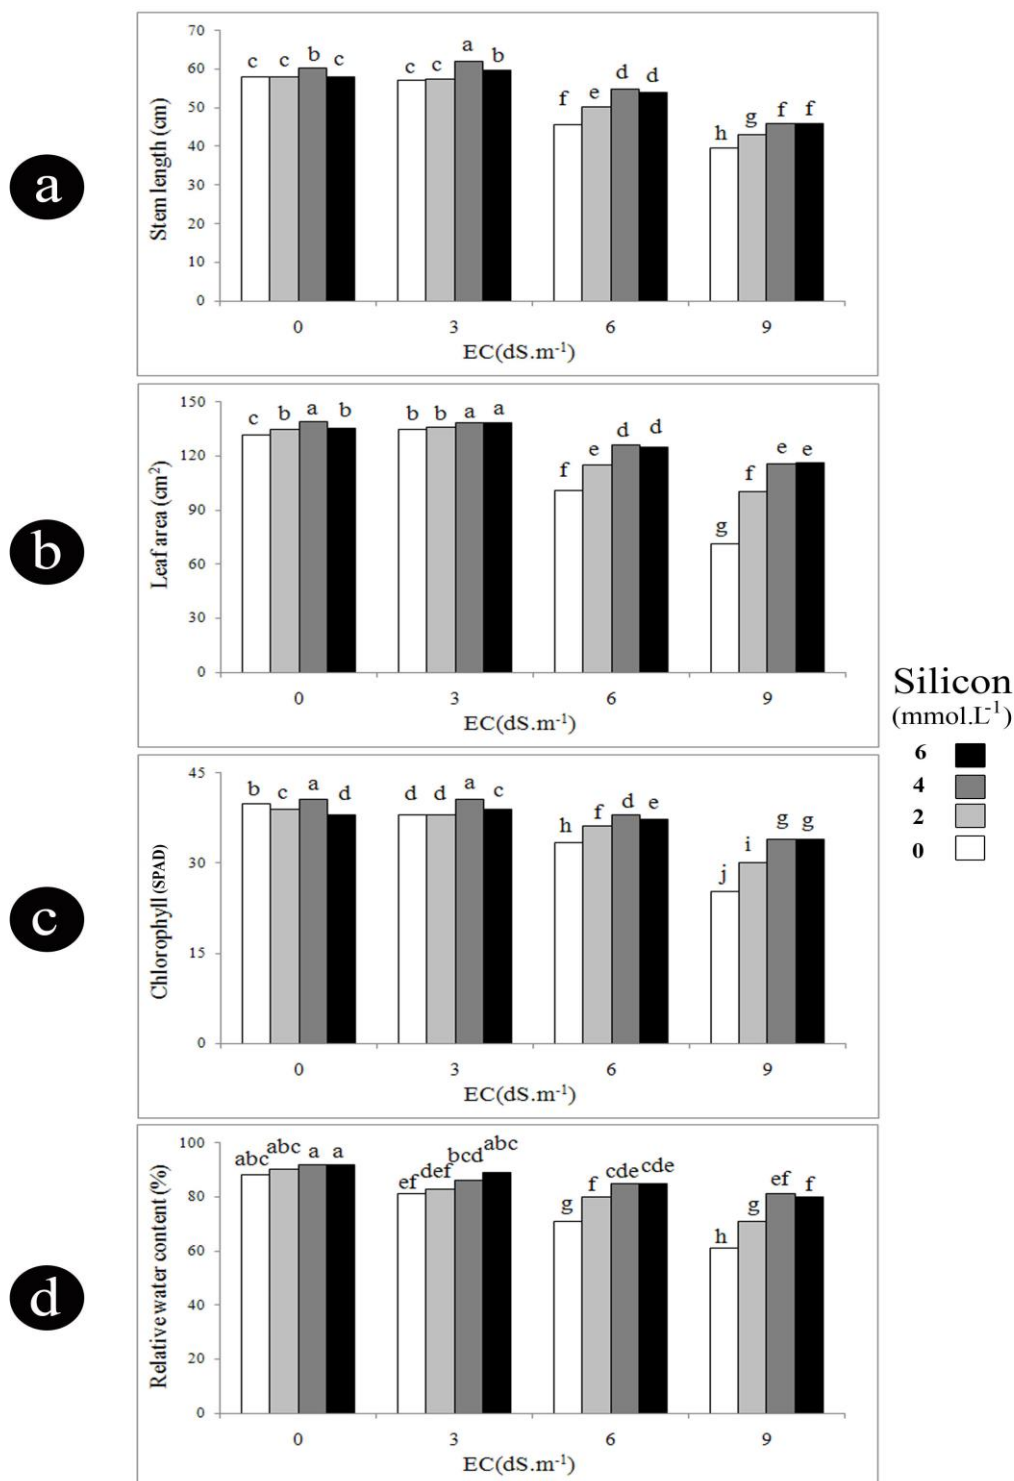 a
70
60
50
40
30
20
10
0
Stem length (cm)
c c b c
c c a b
f e d d
h g f f
0 3 6 9
EC(dS.m⁻¹)
b
150
120
90
60
30
0
Leaf area (cm²)
c b a b
b b a a
f e d d
g f e e
0 3 6 9
EC(dS.m⁻¹)
Silicon
(mmol.L⁻¹)
6
4
2
0
c
45
30
15
0
Chlorophyll (SPAD)
b c a d
d d a c
h f d e
j i g g
0 3 6 9
EC(dS.m⁻¹)
d
100
80
60
40
20
0
Relative water content (%)
abc abc a a
ef def bcd abc
g f cde cde
h g ef f
0 3 6 9
EC(dS.m⁻¹)